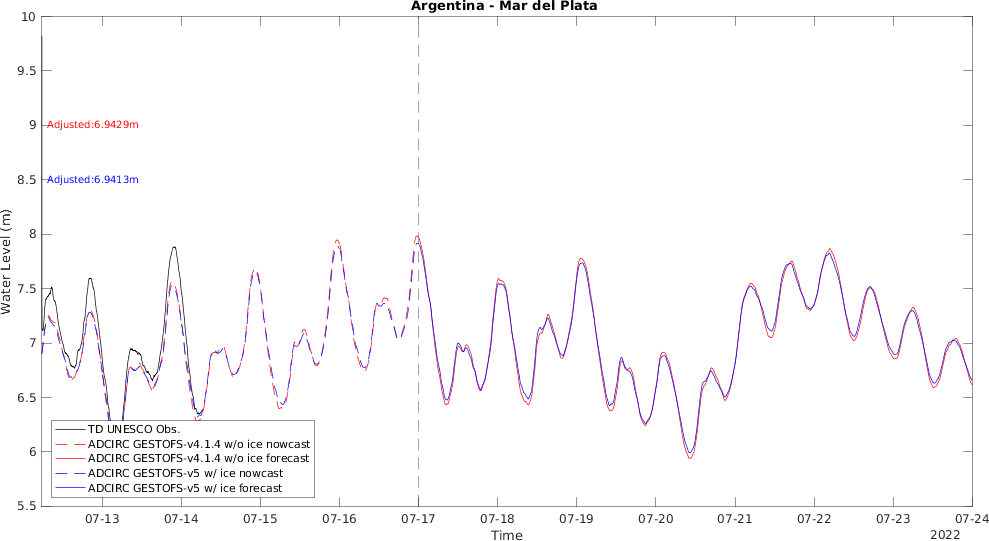 Argentina - Mar del Plata
10
9.5
9
8.5
8
7.5
7
6.5
6
5.5
Water Level (m)
Adjusted:6.9429m
Adjusted:6.9413m
TD UNESCO Obs.
ADCIRC GESTOFS-v4.1.4 w/o ice nowcast
ADCIRC GESTOFS-v4.1.4 w/o ice forecast
ADCIRC GESTOFS-v5 w/ ice nowcast
ADCIRC GESTOFS-v5 w/ ice forecast
07-13 07-14 07-15 07-16 07-17 07-18 07-19 07-20 07-21 07-22 07-23 07-24
Time
2022